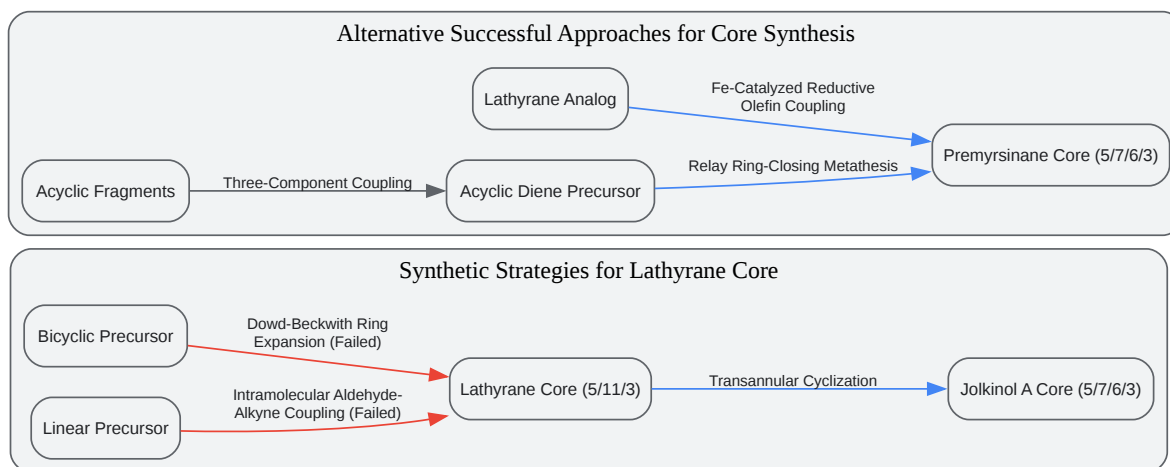 Alternative Successful Approaches for Core Synthesis
Lathyrane Analog
Fe-Catalyzed Reductive
Olefin Coupling
Premyrsinane Core (5/7/6/3)
Acyclic Fragments
Three-Component Coupling
Acyclic Diene Precursor
Relay Ring-Closing Metathesis
Synthetic Strategies for Lathyrane Core
Bicyclic Precursor
Dowd-Beckwith Ring
Expansion (Failed)
Lathyrane Core (5/11/3)
Transannular Cyclization
Jolkinol A Core (5/7/6/3)
Intramolecular Aldehyde-
Alkyne Coupling (Failed)
Linear Precursor